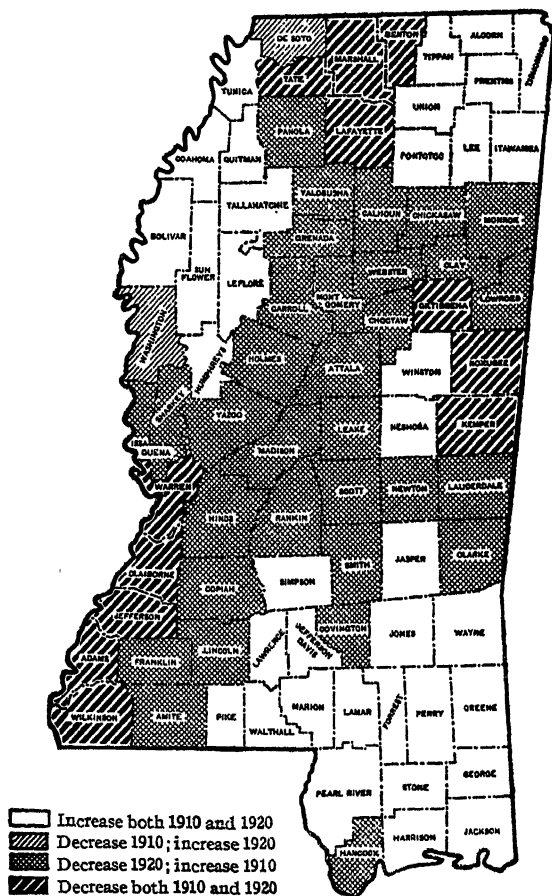 DE SOTO
BENTON
ALCORN
MARSHALL
TIPPAH
TATE
TUNICA
PRENTISS
UNION
PANOLA
LAFAYETTE
LEE
ITAWAMBA
PONTOTOC
COAHOMA
QUITMAN
YALOBUSHA
TALLAHATCHIE
CALHOUN
CHICKASAW
MONROE
GRENADA
BOLIVAR
CLAY
WEBSTER
SUN
FLOWER
LEFLORE
MONT
GOMERY
CARROLL
OKTIBBEHA
LOWNDES
CHOCTAW
WASHINGTON
HOLMES
ATTALA
WINSTON
NOXUBEE
HUMPHREYS
SHARKEY
YAZOO
LEAKE
NESHOBA
KEMPER
ISSA
QUENA
MADISON
WARREN
HINDS
RANKIN
SCOTT
NEWTON
LAUDERDALE
CLAIBORNE
COPIAH
SIMPSON
SMITH
JASPER
CLARKE
JEFFERSON
COVINGTON
JEFFERSON
DAVIS
LAWRENCE
LINCOLN
JONES
WAYNE
ADAMS
FRANKLIN
WILKINSON
AMITE
PIKE
WALTHALL
MARION
LAMAR
FORREST
PERRY
GREENE
PEARL RIVER
STONE
GEORGE
HANCOCK
HARRISON
JACKSON
Increase both 1910 and 1920
Decrease 1910; increase 1920
Decrease 1920; increase 1910
Decrease both 1910 and 1920